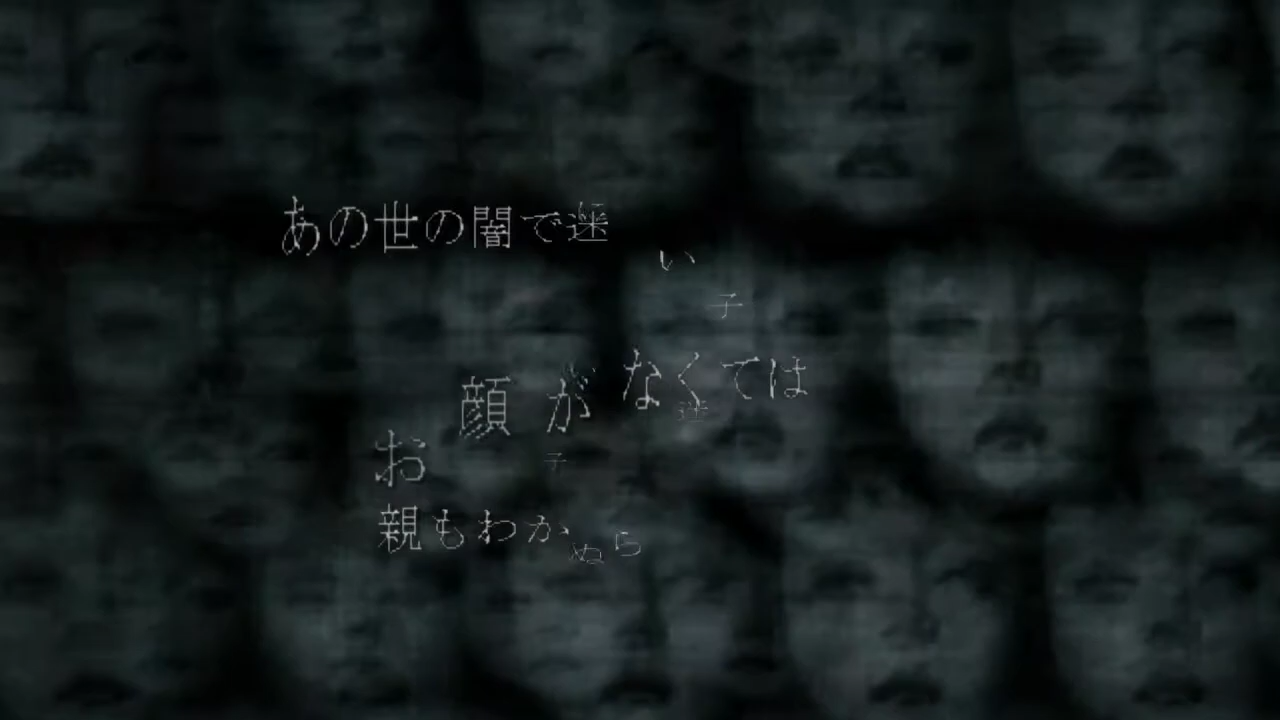 あの世の闇で迷い子
お顔がなくては
迷子
親もわからぬ